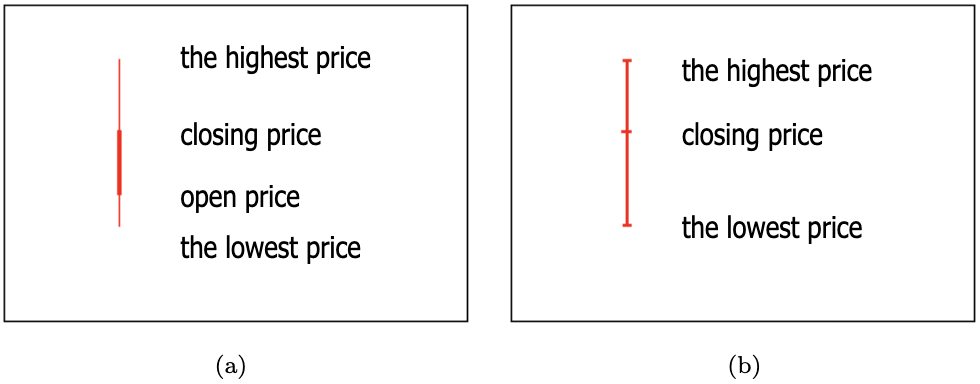 the highest price
closing price
open price
the lowest price
(a)
the highest price
closing price
the lowest price
(b)